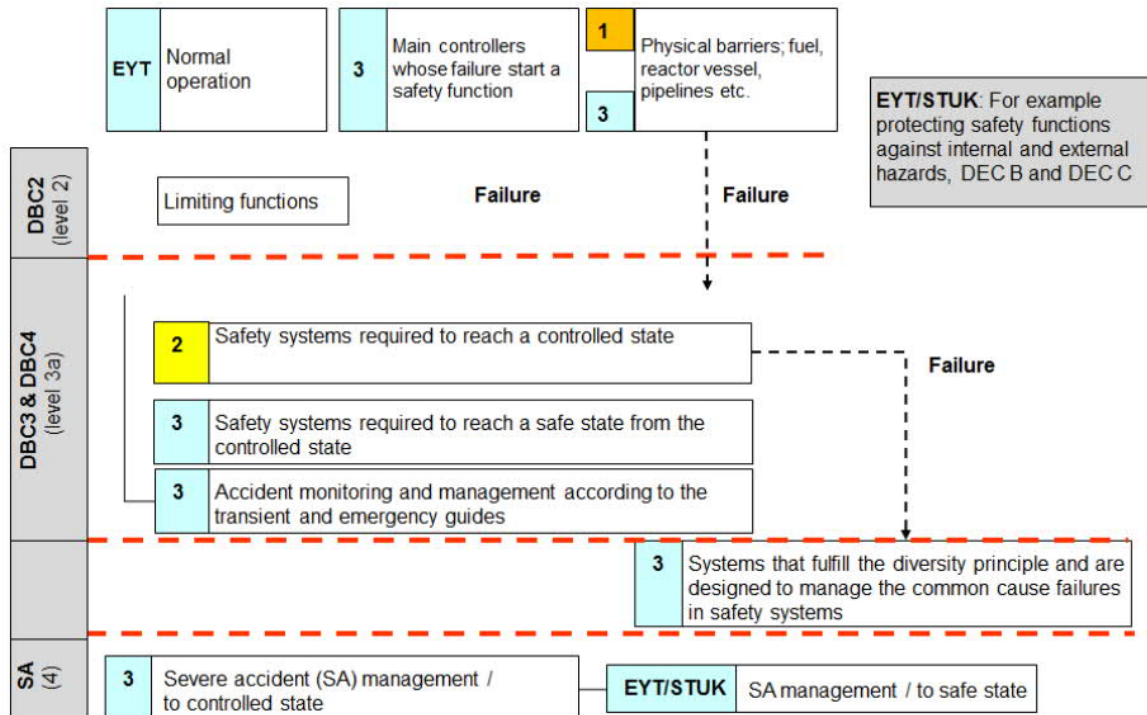 EYT
Normal
operation
3
Main controllers
whose failure start a
safety function
1
3
Physical barriers; fuel,
reactor vessel,
pipelines etc.
EYT/STUK: For example
protecting safety functions
against internal and external
hazards, DEC B and DEC C
DBC2
(level 2)
Limiting functions
Failure
Failure
DBC3 & DBC4
(level 3a)
2
Safety systems required to reach a controlled state
Failure
3
Safety systems required to reach a safe state from the
controlled state
3
Accident monitoring and management according to the
transient and emergency guides
3
Systems that fulfill the diversity principle and are
designed to manage the common cause failures
in safety systems
SA
(4)
3
Severe accident (SA) management /
to controlled state
EYT/STUK
SA management / to safe state